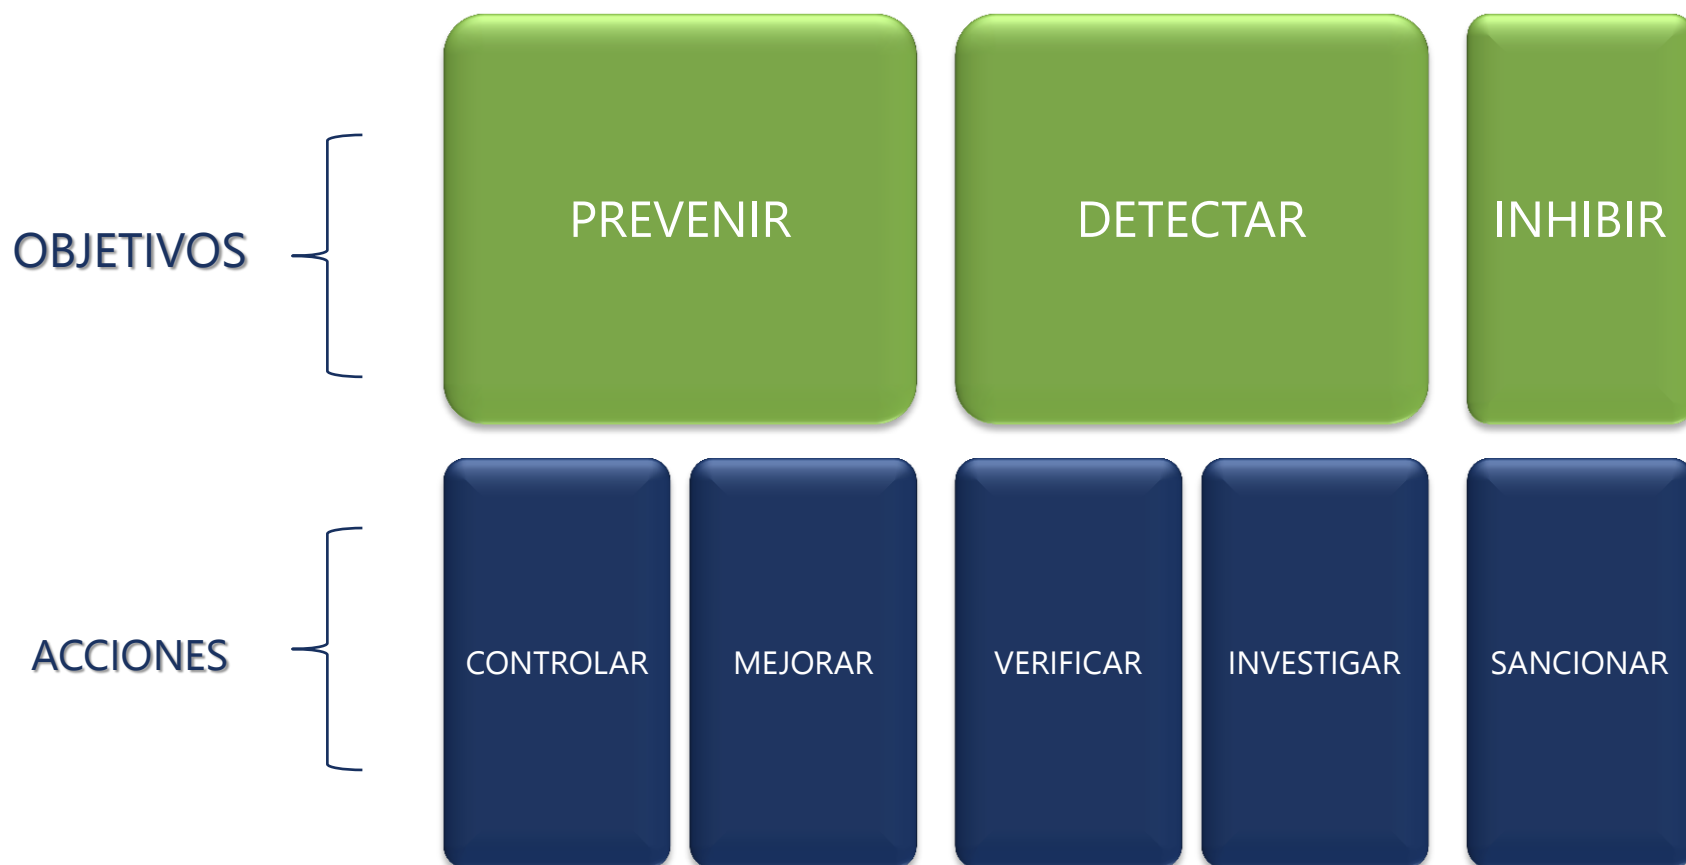 OBJETIVOS
PREVENIR
DETECTAR
INHIBIR
ACCIONES
CONTROLAR
MEJORAR
VERIFICAR
INVESTIGAR
SANCIONAR